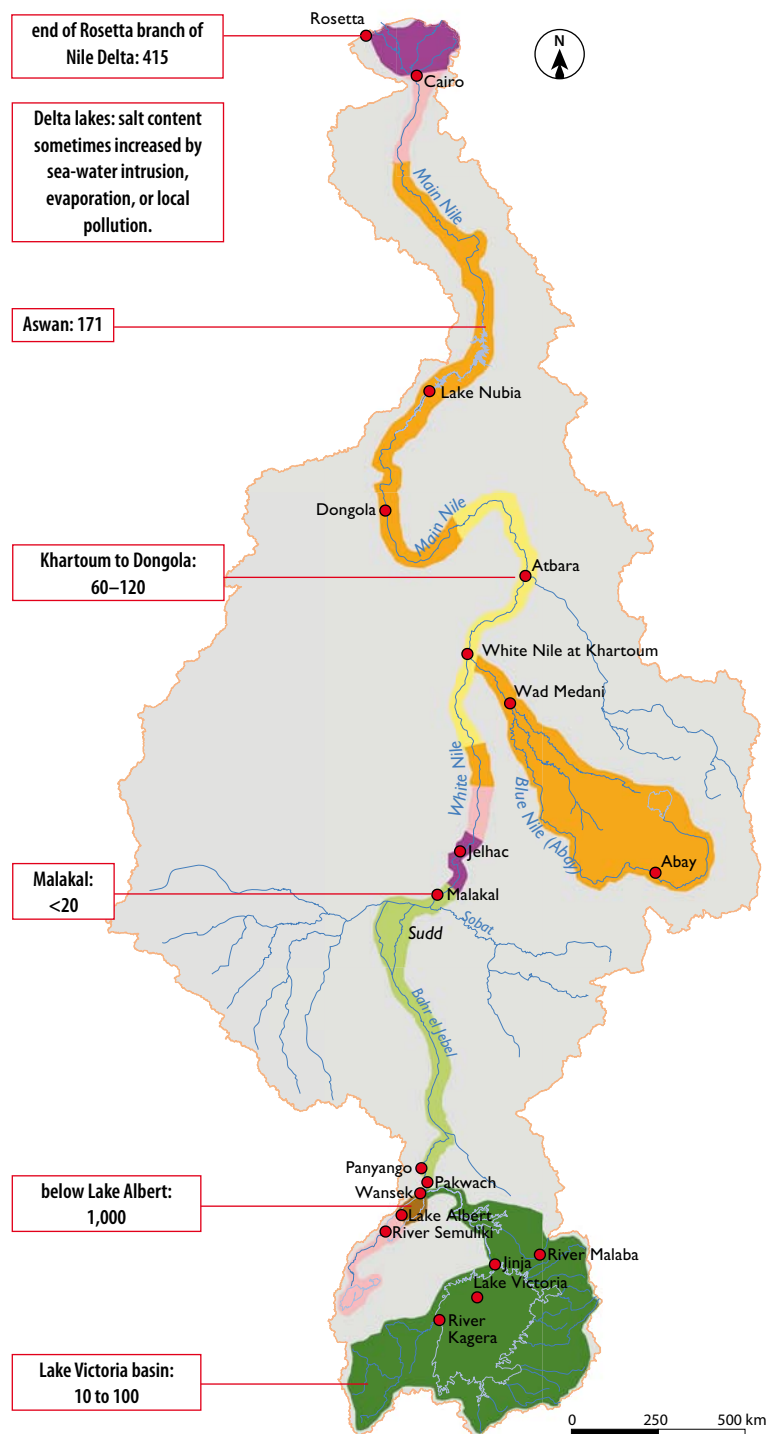 Rosetta
end of Rosetta branch of
Nile Delta: 415
N
Cairo
Delta lakes: salt content
sometimes increased by
sea-water intrusion,
evaporation, or local
pollution.
Main Nile
Aswan: 171
Lake Nubia
Dongola
Main Nile
Khartoum to Dongola:
60–120
Atbara
White Nile at Khartoum
Wad Medani
White Nile
Blue Nile (Abay)
Jelhac
Abay
Malakal:
<20
Malakal
Sobat
Sudd
Bahr el Jebel
Panyango
Pakwach
Wansek
below Lake Albert:
1,000
Lake Albert
River Semuliki
River Malaba
Jinja
Lake Victoria
River
Kagera
Lake Victoria basin:
10 to 100
0 250 500 km